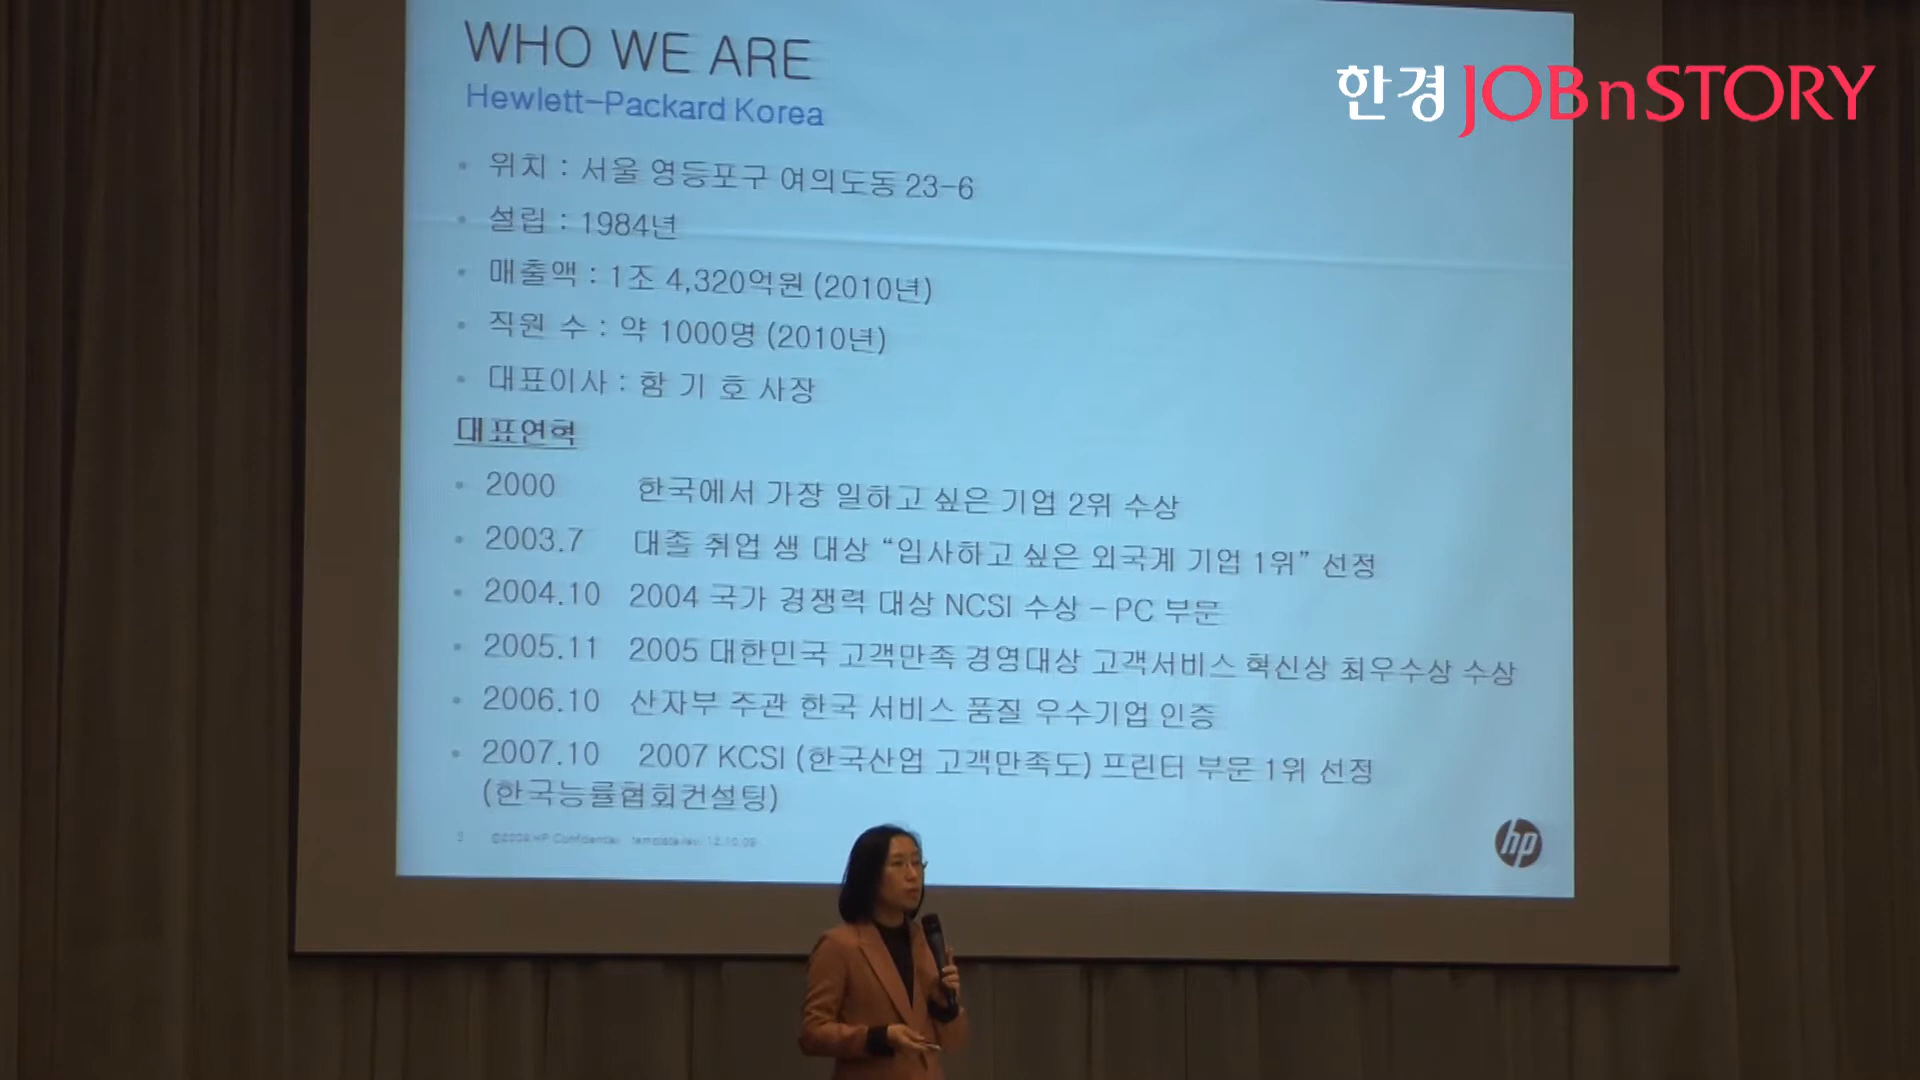 WHO WE ARE
한경 JOBnSTORY
Hewlett-Packard Korea
• 위치 : 서울 영등포구 여의도동 23-6
• 설립 : 1984년
• 매출액 : 1조 4,320억원 (2010년)
• 직원 수 : 약 1000명 (2010년)
• 대표이사 : 함 기 호 사장
대표연혁
• 2000 한국에서 가장 일하고 싶은 기업 2위 수상
• 2003.7 대졸 취업 생 대상 “입사하고 싶은 외국계 기업 1위” 선정
• 2004.10 2004 국가 경쟁력 대상 NCSI 수상 – PC 부문
• 2005.11 2005 대한민국 고객만족 경영대상 고객서비스 혁신상 최우수상 수상
• 2006.10 산자부 주관 한국 서비스 품질 우수기업 인증
• 2007.10 2007 KCSI (한국산업 고객만족도) 프린터 부문 1위 선정
(한국능률협회컨설팅)
3 ©2009 HP Confidential template rev. 12.10.09
hp